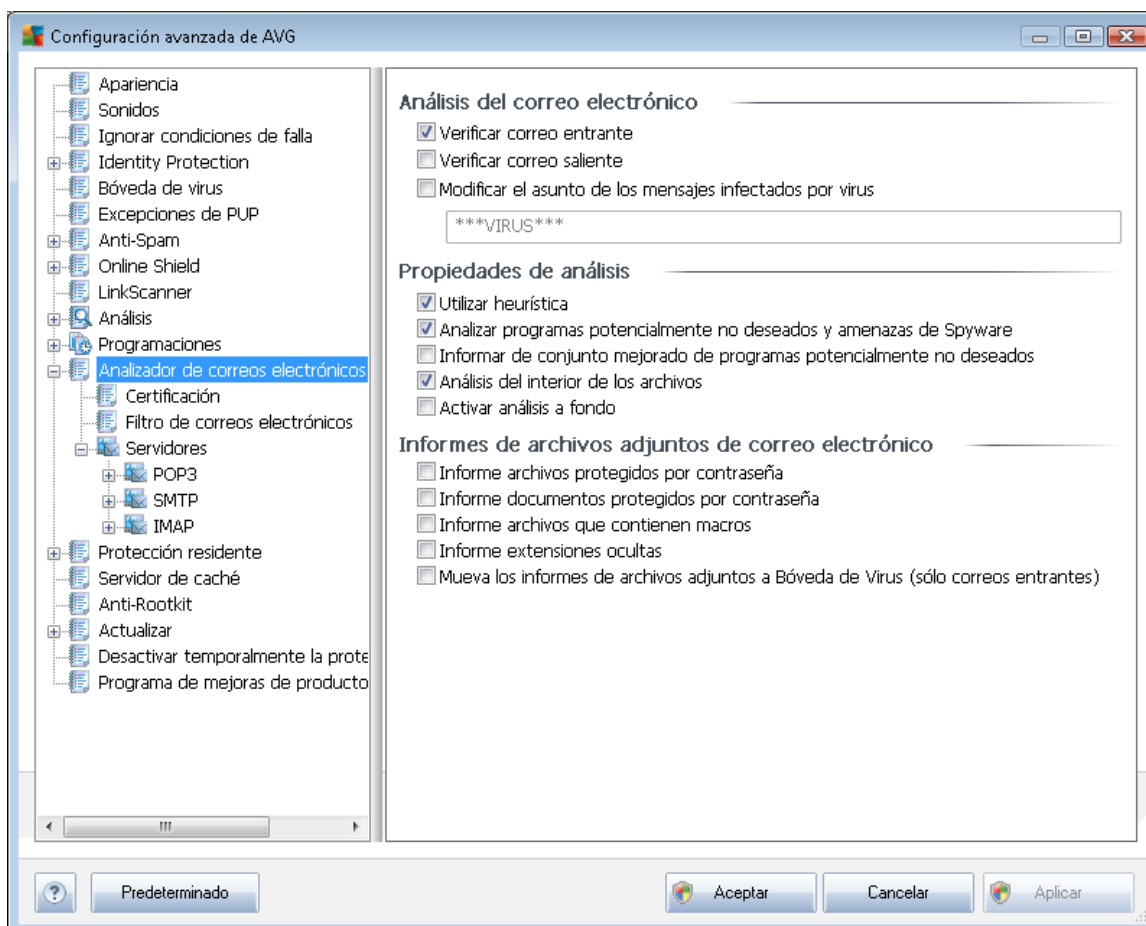 Configuración avanzada de AVG
Apariencia
Sonidos
Ignorar condiciones de falla
Identity Protection
Bóveda de virus
Excepciones de PUP
Anti-Spam
Online Shield
LinkScanner
Análisis
Programaciones
Analizador de correos electrónicos
Certificación
Filtro de correos electrónicos
Servidores
POP3
SMTP
IMAP
Protección residente
Servidor de caché
Anti-Rootkit
Actualizar
Desactivar temporalmente la prote
Programa de mejoras de producto
Análisis del correo electrónico
Verificar correo entrante
Verificar correo saliente
Modificar el asunto de los mensajes infectados por virus
***VIRUS***
Propiedades de análisis
Utilizar heurística
Analizar programas potencialmente no deseados y amenazas de Spyware
Informar de conjunto mejorado de programas potencialmente no deseados
Análisis del interior de los archivos
Activar análisis a fondo
Informes de archivos adjuntos de correo electrónico
Informe archivos protegidos por contraseña
Informe documentos protegidos por contraseña
Informe archivos que contienen macros
Informe extensiones ocultas
Mueva los informes de archivos adjuntos a Bóveda de Virus (sólo correos entrantes)
?
Predeterminado
Aceptar
Cancelar
Aplicar